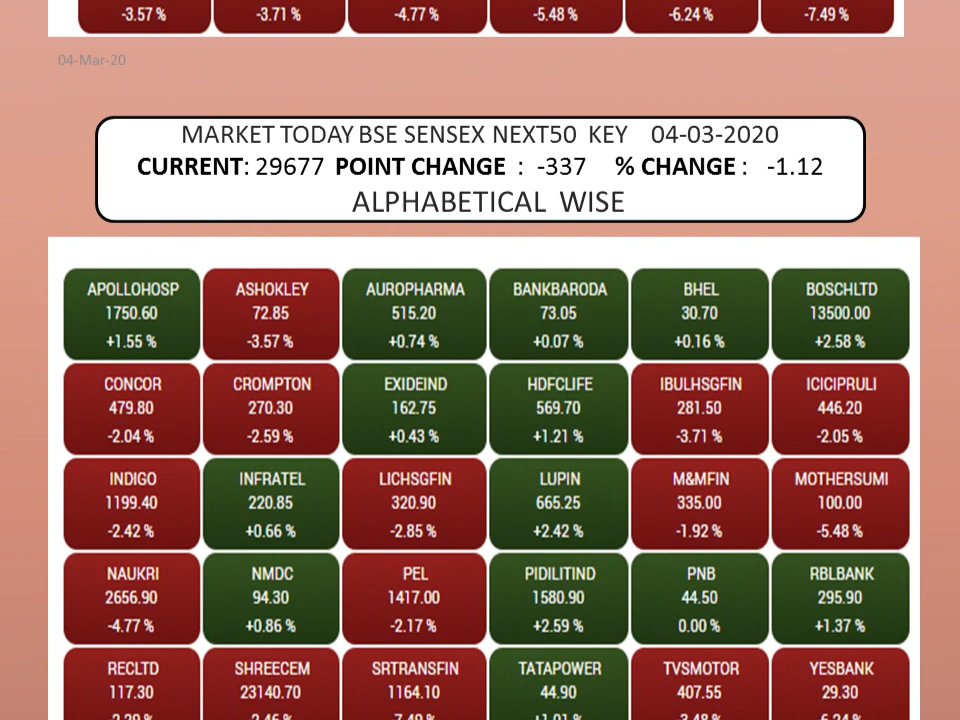 -3.57 % -3.71 % -4.77 % -5.48 % -6.24 % -7.49 %
04-Mar-20
MARKET TODAY BSE SENSEX NEXT50 KEY 04-03-2020
CURRENT: 29677 POINT CHANGE : -337 % CHANGE : -1.12
ALPHABETICAL WISE
APOLLOHOSP ASHOKLEY AUROPHARMA BANKBARODA BHEL BOSCHLTD
1750.60 72.85 515.20 73.05 30.70 13500.00
+1.55 % -3.57 % +0.74 % +0.07 % +0.16 % +2.58 %
CONCOR CROMPTON EXIDEIND HDFCLIFE IBULHSGFIN ICICIPRULI
479.80 270.30 162.75 569.70 281.50 446.20
-2.04 % -2.59 % +0.43 % +1.21 % -3.71 % -2.05 %
INDIGO INFRATEL LICHSGFIN LUPIN M&MFIN MOTHERSUMI
1199.40 220.85 320.90 665.25 335.00 100.00
-2.42 % +0.66 % -2.85 % +2.42 % -1.92 % -5.48 %
NAUKRI NMDC PEL PIDILITIND PNB RBLBANK
2656.90 94.30 1417.00 1580.90 44.50 295.90
-4.77 % +0.86 % -2.17 % +2.59 % 0.00 % +1.37 %
RECLTD SHREECEM SRTRANSFIN TATAPOWER TVSMOTOR YESBANK
117.30 23140.70 1164.10 44.90 407.55 29.30